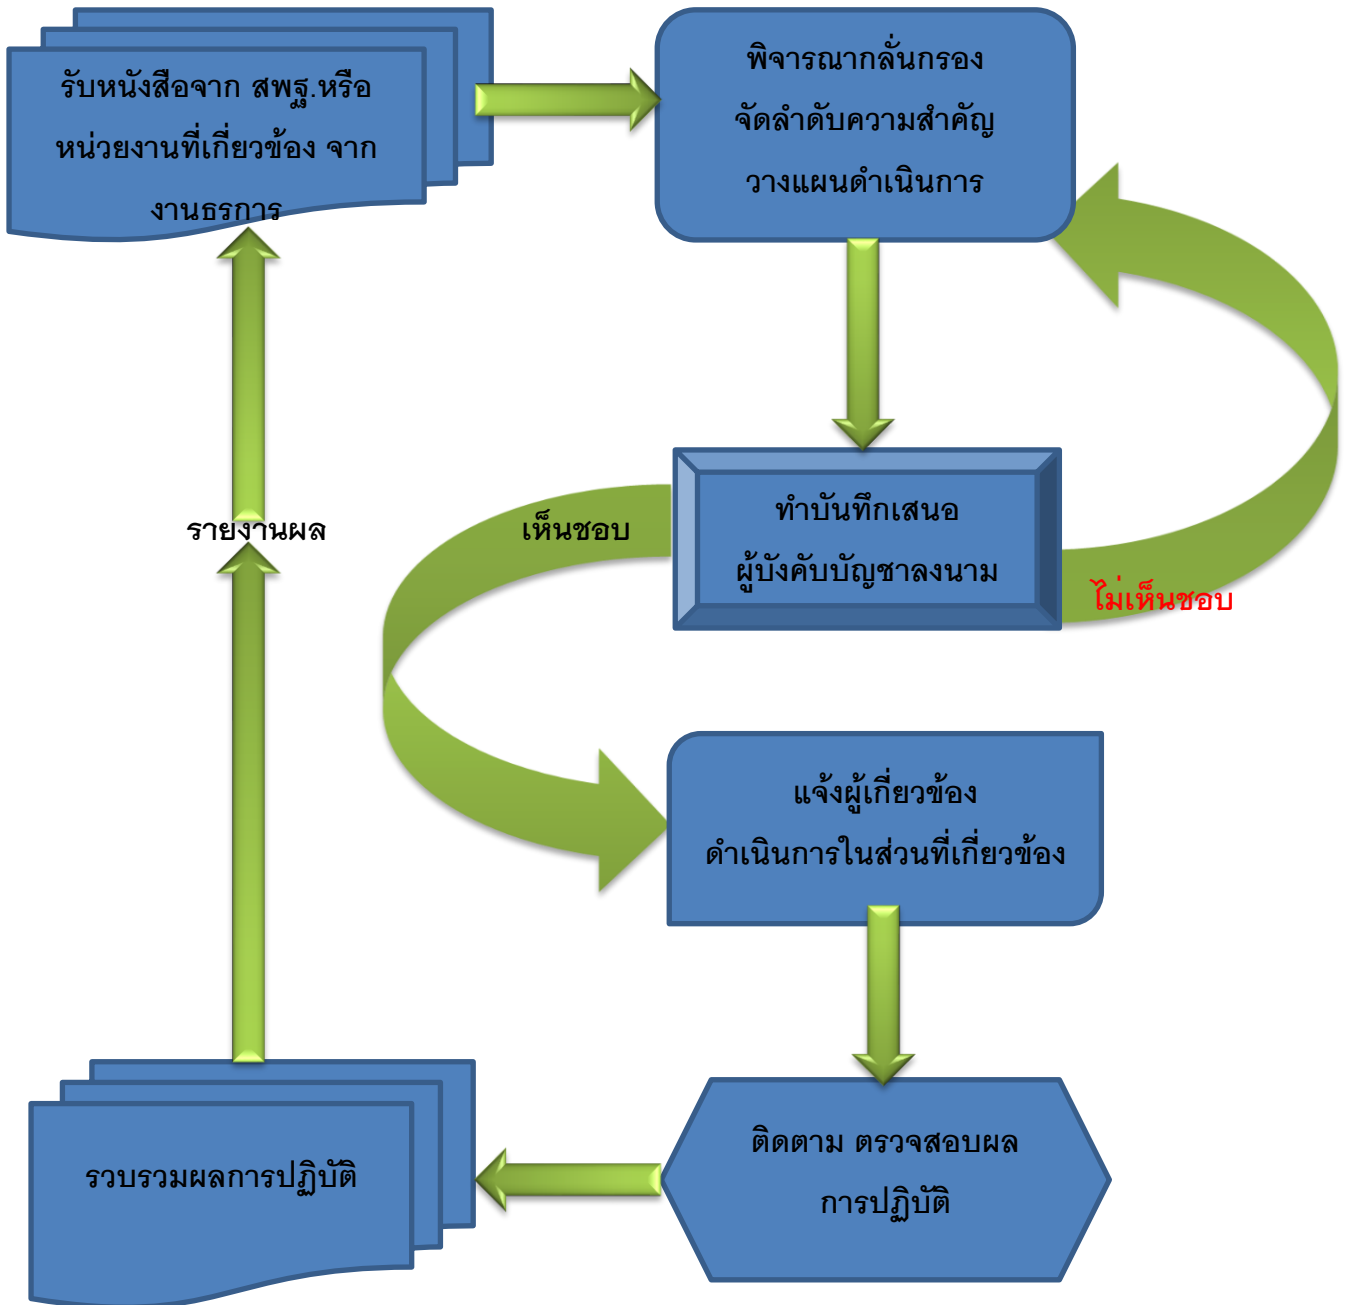 รับหนังสือจาก สพฐ.หรือ
หน่วยงานที่เกี่ยวข้อง จาก
งานธรการ
พิจารณากลั่นกรอง
จัดลำดับความสำคัญ
วางแผนดำเนินการ
ทำบันทึกเสนอ
ผู้บังคับบัญชาลงนาม
รายงานผล
เห็นชอบ
ไม่เห็นชอบ
แจ้งผู้เกี่ยวข้อง
ดำเนินการในส่วนที่เกี่ยวข้อง
ติดตาม ตรวจสอบผล
การปฏิบัติ
รวบรวมผลการปฏิบัติ